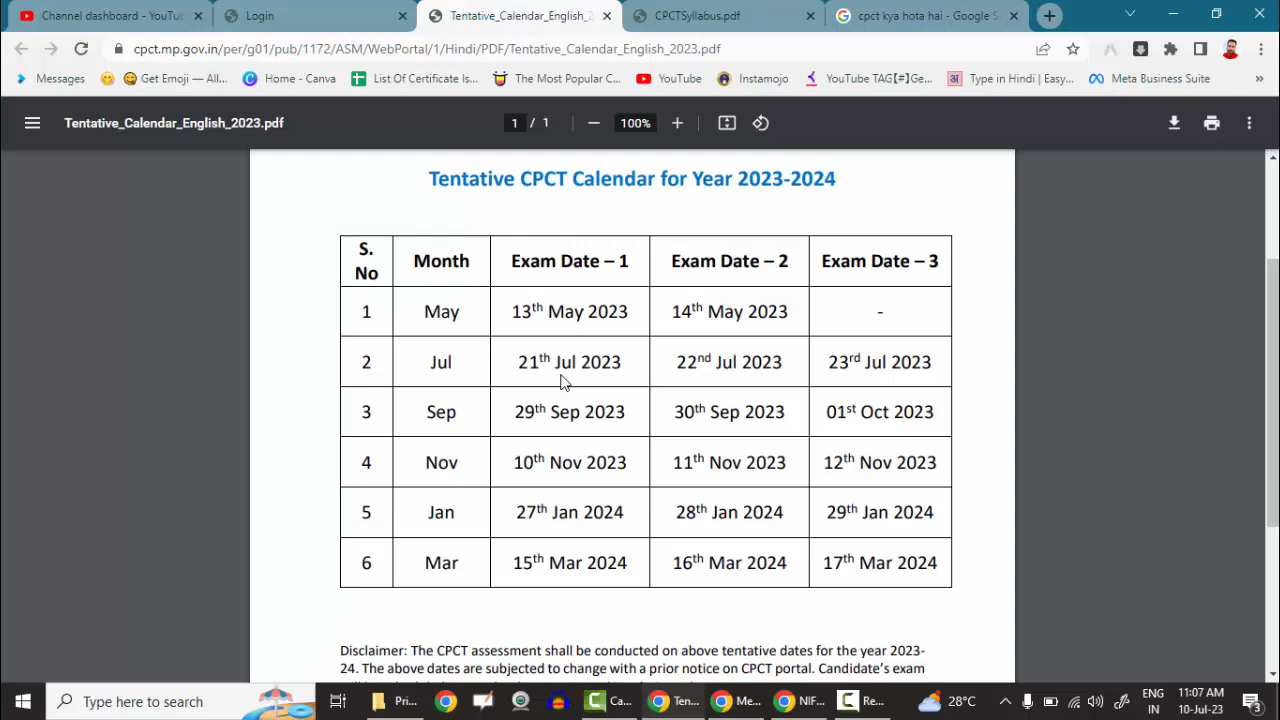 Channel dashboard - YouTu
Login
Tentative_Calendar_English_2
CPCTSyllabus.pdf
cpct kya hota hai - Google S
cpct.mp.gov.in/per/g01/pub/1172/ASM/WebPortal/1/Hindi/PDF/Tentative_Calendar_English_2023.pdf
Messages
Get Emoji — All...
Home - Canva
List Of Certificate Is...
The Most Popular C...
YouTube
Instamojo
YouTube TAG[#]Ge...
अ Type in Hindi | Easy...
Meta Business Suite
»
Tentative_Calendar_English_2023.pdf
1 / 1
100%
Tentative CPCT Calendar for Year 2023-2024
S. No Month Exam Date – 1 Exam Date – 2 Exam Date – 3
1 May 13th May 2023 14th May 2023 -
2 Jul 21th Jul 2023 22nd Jul 2023 23rd Jul 2023
3 Sep 29th Sep 2023 30th Sep 2023 01st Oct 2023
4 Nov 10th Nov 2023 11th Nov 2023 12th Nov 2023
5 Jan 27th Jan 2024 28th Jan 2024 29th Jan 2024
6 Mar 15th Mar 2024 16th Mar 2024 17th Mar 2024
Disclaimer: The CPCT assessment shall be conducted on above tentative dates for the year 2023-
24. The above dates are subjected to change with a prior notice on CPCT portal. Candidate's exam
Type here to search
Pri...
Ca...
Ten...
Me...
NIF...
Re...
28°C
ENG
IN
11:07 AM
10-Jul-23
3